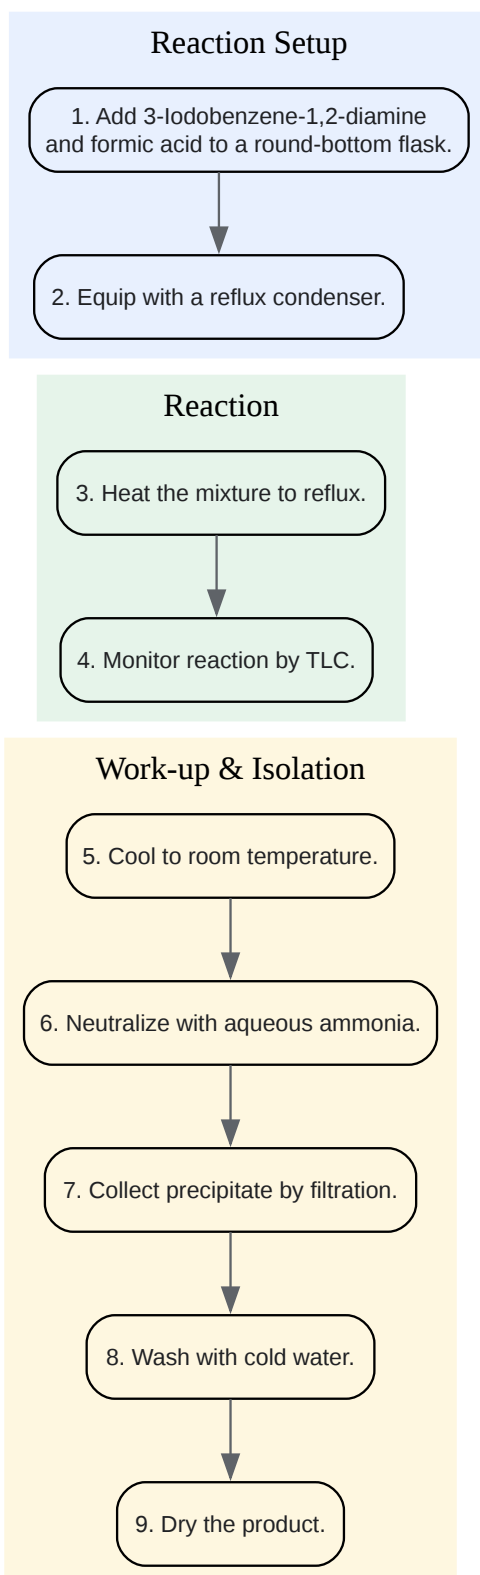 Reaction Setup
1. Add 3-Iodobenzene-1,2-diamine
and formic acid to a round-bottom flask.
2. Equip with a reflux condenser.
Reaction
3. Heat the mixture to reflux.
4. Monitor reaction by TLC.
Work-up & Isolation
5. Cool to room temperature.
6. Neutralize with aqueous ammonia.
7. Collect precipitate by filtration.
8. Wash with cold water.
9. Dry the product.